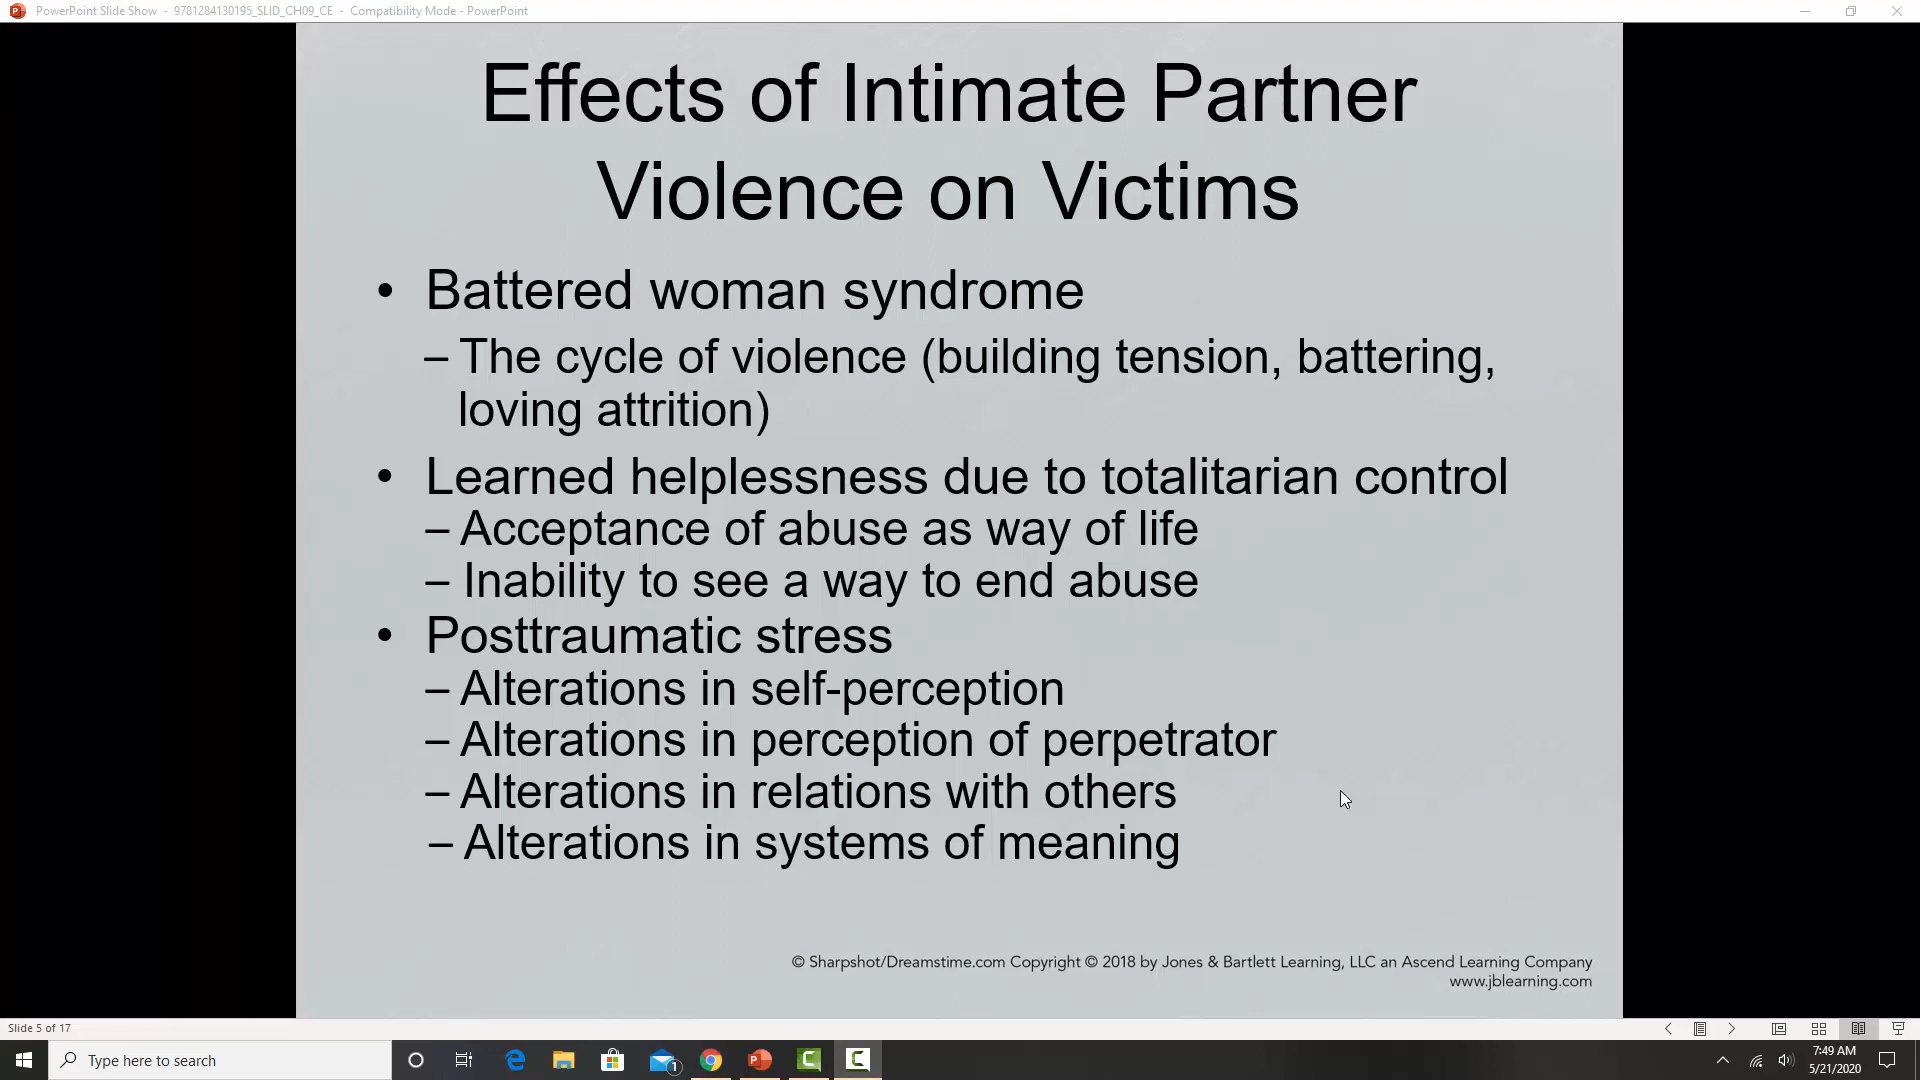 PowerPoint Slide Show - 9781284130195_SLID_CH09_CE - Compatibility Mode - PowerPoint
Effects of Intimate Partner
Violence on Victims
• Battered woman syndrome
– The cycle of violence (building tension, battering,
loving attrition)
• Learned helplessness due to totalitarian control
– Acceptance of abuse as way of life
– Inability to see a way to end abuse
• Posttraumatic stress
– Alterations in self-perception
– Alterations in perception of perpetrator
– Alterations in relations with others
– Alterations in systems of meaning
© Sharpshot/Dreamstime.com Copyright © 2018 by Jones & Bartlett Learning, LLC an Ascend Learning Company
www.jblearning.com
Slide 5 of 17
Type here to search
1
7:49 AM
5/21/2020